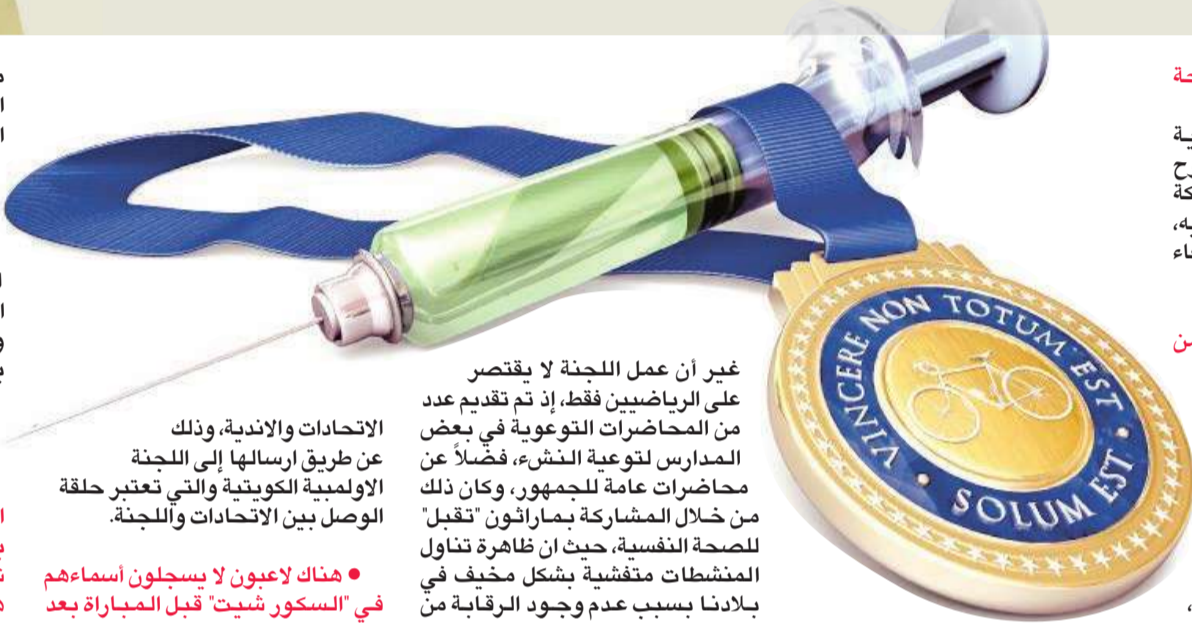 VINCERE NON TOTUM EST
SOLUM EST
غير أن عمل اللجنة لا يقتصر
على الرياضيين فقط، إذ تم تقديم عدد
من المحاضرات التوعوية في بعض
المدارس لتوعية النشء، فضلاً عن
محاضرات عامة للجمهور، وكان ذلك
من خلال المشاركة بماراثون "تقبل"
للصحة النفسية، حيث ان ظاهرة تناول
المنشطات متفشية بشكل مخيف في
بلادنا بسبب عدم وجود الرقابة من
الاتحادات والاندية، وذلك
عن طريق ارسالها إلى اللجنة
الاولمبية الكويتية والتي تعتبر حلقة
الوصل بين الاتحادات واللجنة.
● هناك لاعبون لا يسجلون أسماءهم
في "السكور شيت" قبل المباراة بعد